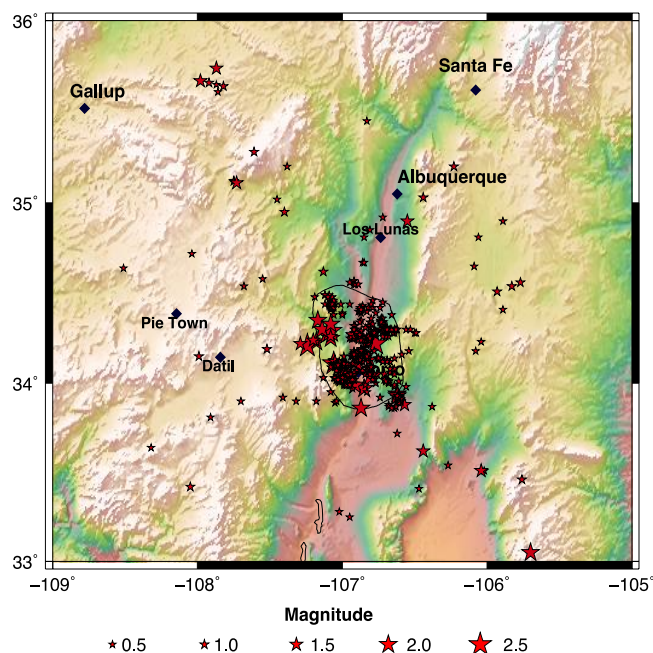 36˚
Santa Fe
Gallup
Albuquerque
35˚
Los Lunas
Pie Town
Datil
34˚
33˚
−109˚ −108˚ −107˚ −106˚ −105˚
Magnitude
0.5 1.0 1.5 2.0 2.5